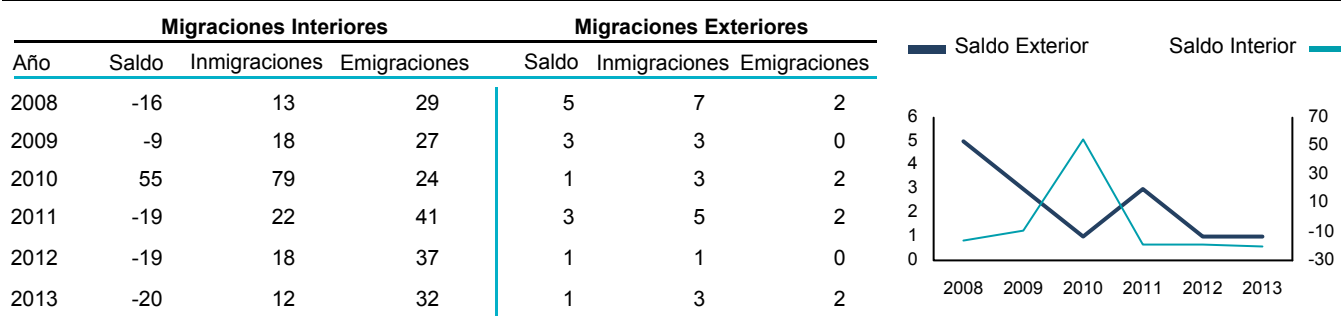 Migraciones Interiores Migraciones Exteriores
Año Saldo Inmigraciones Emigraciones Saldo Inmigraciones Emigraciones
2008 -16 13 29 5 7 2
2009 -9 18 27 3 3 0
2010 55 79 24 1 3 2
2011 -19 22 41 3 5 2
2012 -19 18 37 1 1 0
2013 -20 12 32 1 3 2
Saldo Exterior Saldo Interior
6 70
5 50
4
3 30
2 10
1 -10
0 -30
2008 2009 2010 2011 2012 2013